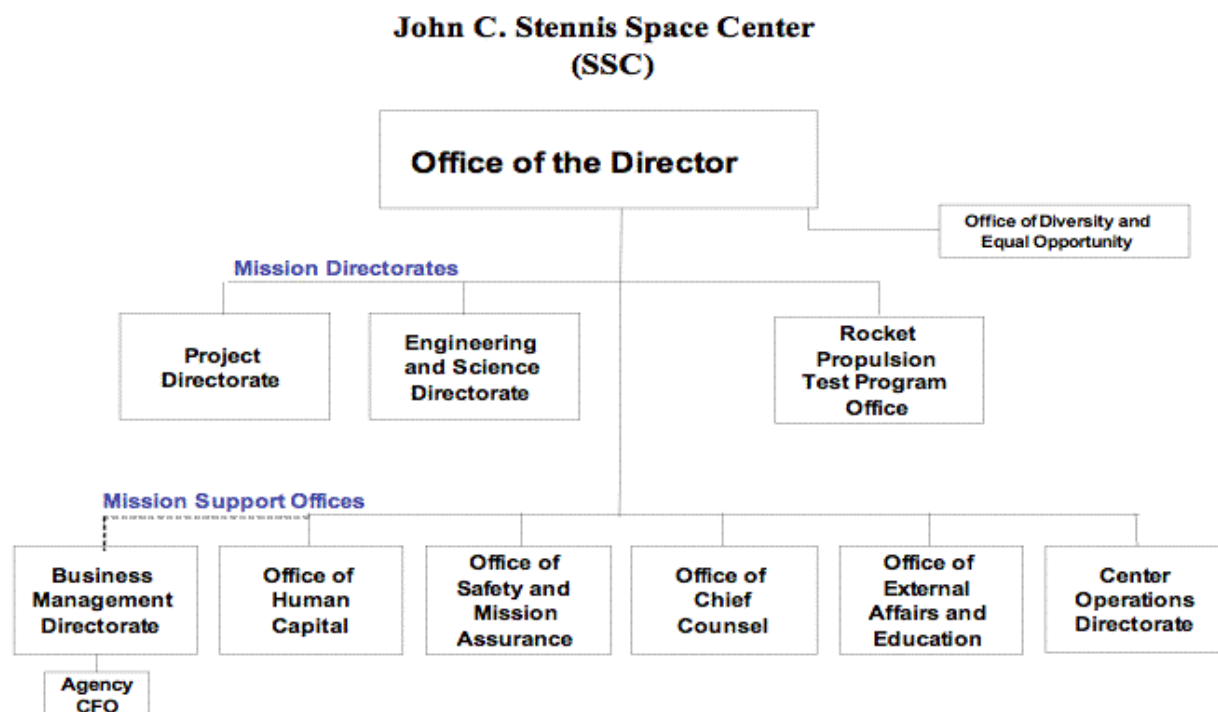 John C. Stennis Space Center
(SSC)
Office of the Director
Office of Diversity and
Equal Opportunity
Mission Directorates
Project
Directorate
Engineering
and Science
Directorate
Rocket
Propulsion
Test Program
Office
Mission Support Offices
Business
Management
Directorate
Office of
Human
Capital
Office of
Safety and
Mission
Assurance
Office of
Chief
Counsel
Office of
External
Affairs and
Education
Center
Operations
Directorate
Agency
CFO